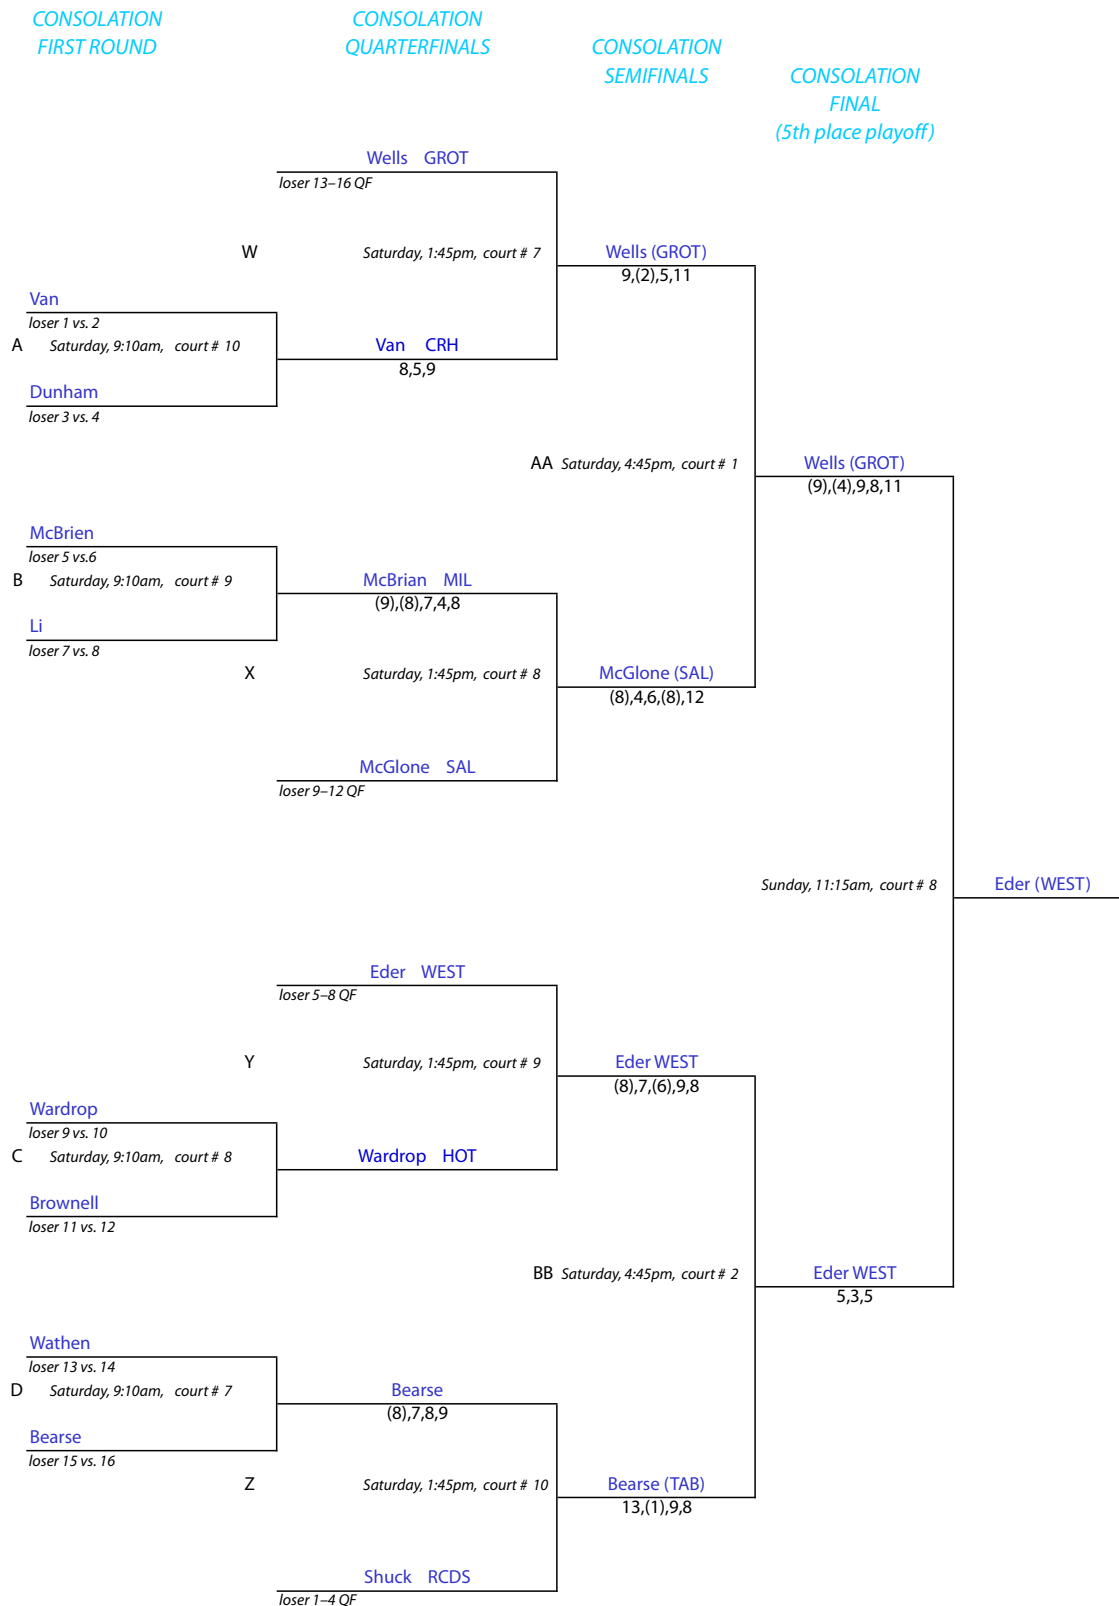 CONSOLATION
FIRST ROUND
CONSOLATION
QUARTERFINALS
CONSOLATION
SEMIFINALS
CONSOLATION
FINAL
(5th place playoff)
Wells GROT
loser 13–16 QF
W Saturday, 1:45pm, court # 7
Wells (GROT)
9,(2),5,11
Van
loser 1 vs. 2
A Saturday, 9:10am, court # 10
Van CRH
8,5,9
Dunham
loser 3 vs. 4
AA Saturday, 4:45pm, court # 1
Wells (GROT)
(9),(4),9,8,11
McBrien
loser 5 vs.6
B Saturday, 9:10am, court # 9
McBrian MIL
(9),(8),7,4,8
Li
loser 7 vs. 8
X Saturday, 1:45pm, court # 8
McGlone (SAL)
(8),4,6,(8),12
McGlone SAL
loser 9–12 QF
Sunday, 11:15am, court # 8
Eder (WEST)
Eder WEST
loser 5–8 QF
Y Saturday, 1:45pm, court # 9
Eder WEST
(8),7,(6),9,8
Wardrop
loser 9 vs. 10
C Saturday, 9:10am, court # 8
Wardrop HOT
Brownell
loser 11 vs. 12
BB Saturday, 4:45pm, court # 2
Eder WEST
5,3,5
Wathen
loser 13 vs. 14
D Saturday, 9:10am, court # 7
Bearse
(8),7,8,9
Bearse
loser 15 vs. 16
Z Saturday, 1:45pm, court # 10
Bearse (TAB)
13,(1),9,8
Shuck RCDS
loser 1–4 QF